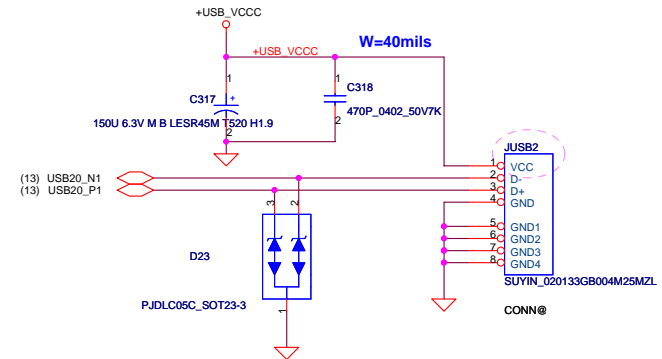 +USB_VCCC
+USB_VCCC
W=40mils
1
C317
+
150U 6.3V M B LESR45M T520 H1.9
2
1
C318
470P_0402_50V7K
2
JUSB2
(13) USB20_N1
(13) USB20_P1
1
VCC
2
D-
3
D+
4
GND
5
GND1
6
GND2
7
GND3
8
GND4
3
2
D23
PJDLC05C_SOT23-3
1
SUYIN_020133GB004M25MZL
CONN@